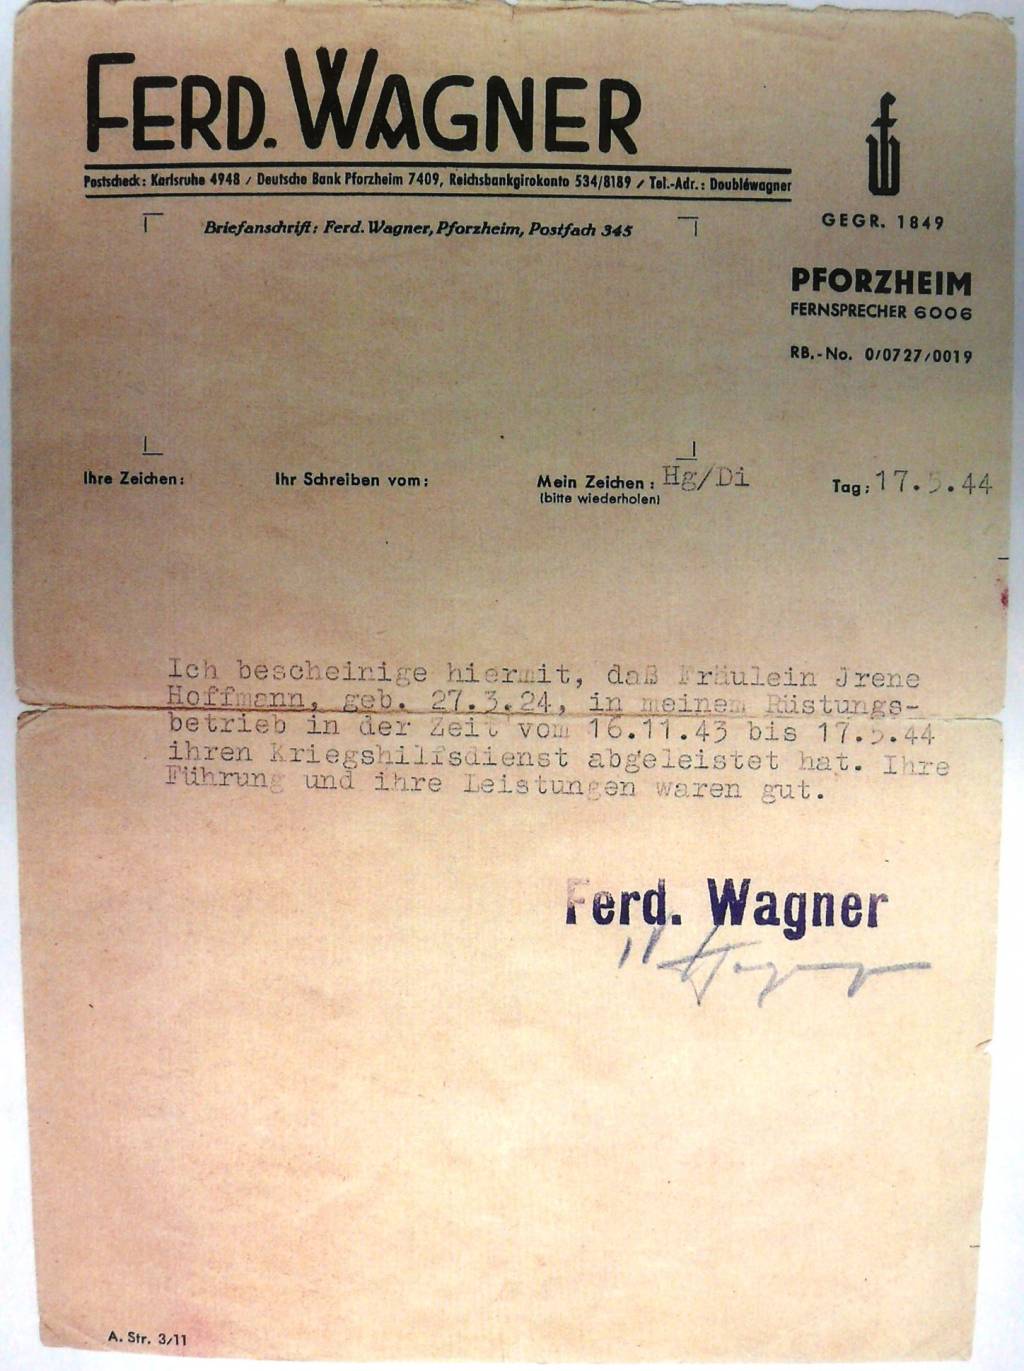 FERD. WAGNER
Postscheck: Karlsruhe 4948 / Deutsche Bank Pforzheim 7409, Reichsbankgirokonto 534/8189 / Tel.-Adr.: Doubléwagner
Briefanschrift: Ferd. Wagner, Pforzheim, Postfach 345
GEGR. 1849
PFORZHEIM
FERNSPRECHER 6006
RB.-No. 0/0727/0019
Ihre Zeichen: Ihr Schreiben vom: Mein Zeichen: Hg/Di Tag: 17.5.44
(bitte wiederholen)
Ich bescheinige hiermit, daß Fräulein Jrene
Hoffmann, geb. 27.3.24, in meinem Rüstungs-
betrieb in der Zeit vom 16.11.43 bis 17.5.44
ihren Kriegshilfsdienst abgeleistet hat. Ihre
Führung und ihre Leistungen waren gut.
Ferd. Wagner
A. Str. 3/11